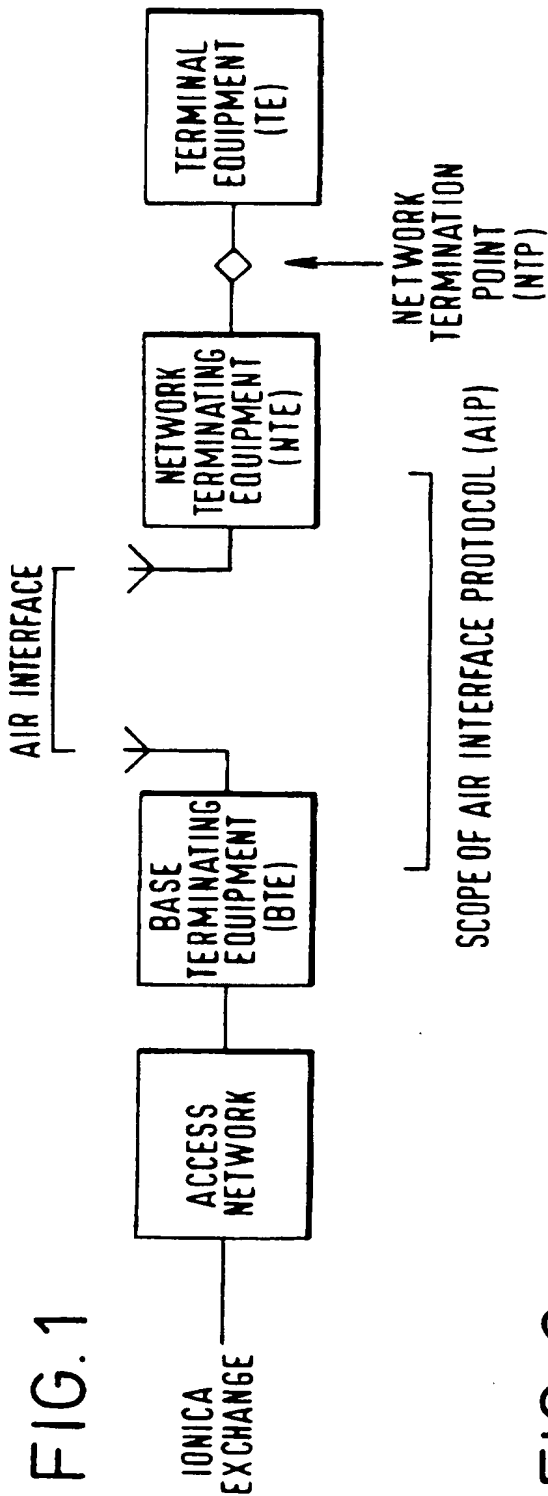 FIG. 1
AIR INTERFACE
IONICA
EXCHANGE
ACCESS
NETWORK
BASE
TERMINATING
EQUIPMENT
(BTE)
NETWORK
TERMINATING
EQUIPMENT
(NTE)
TERMINAL
EQUIPMENT
(TE)
NETWORK
TERMINATION
POINT
(NTP)
SCOPE OF AIR INTERFACE PROTOCOL (AIP)